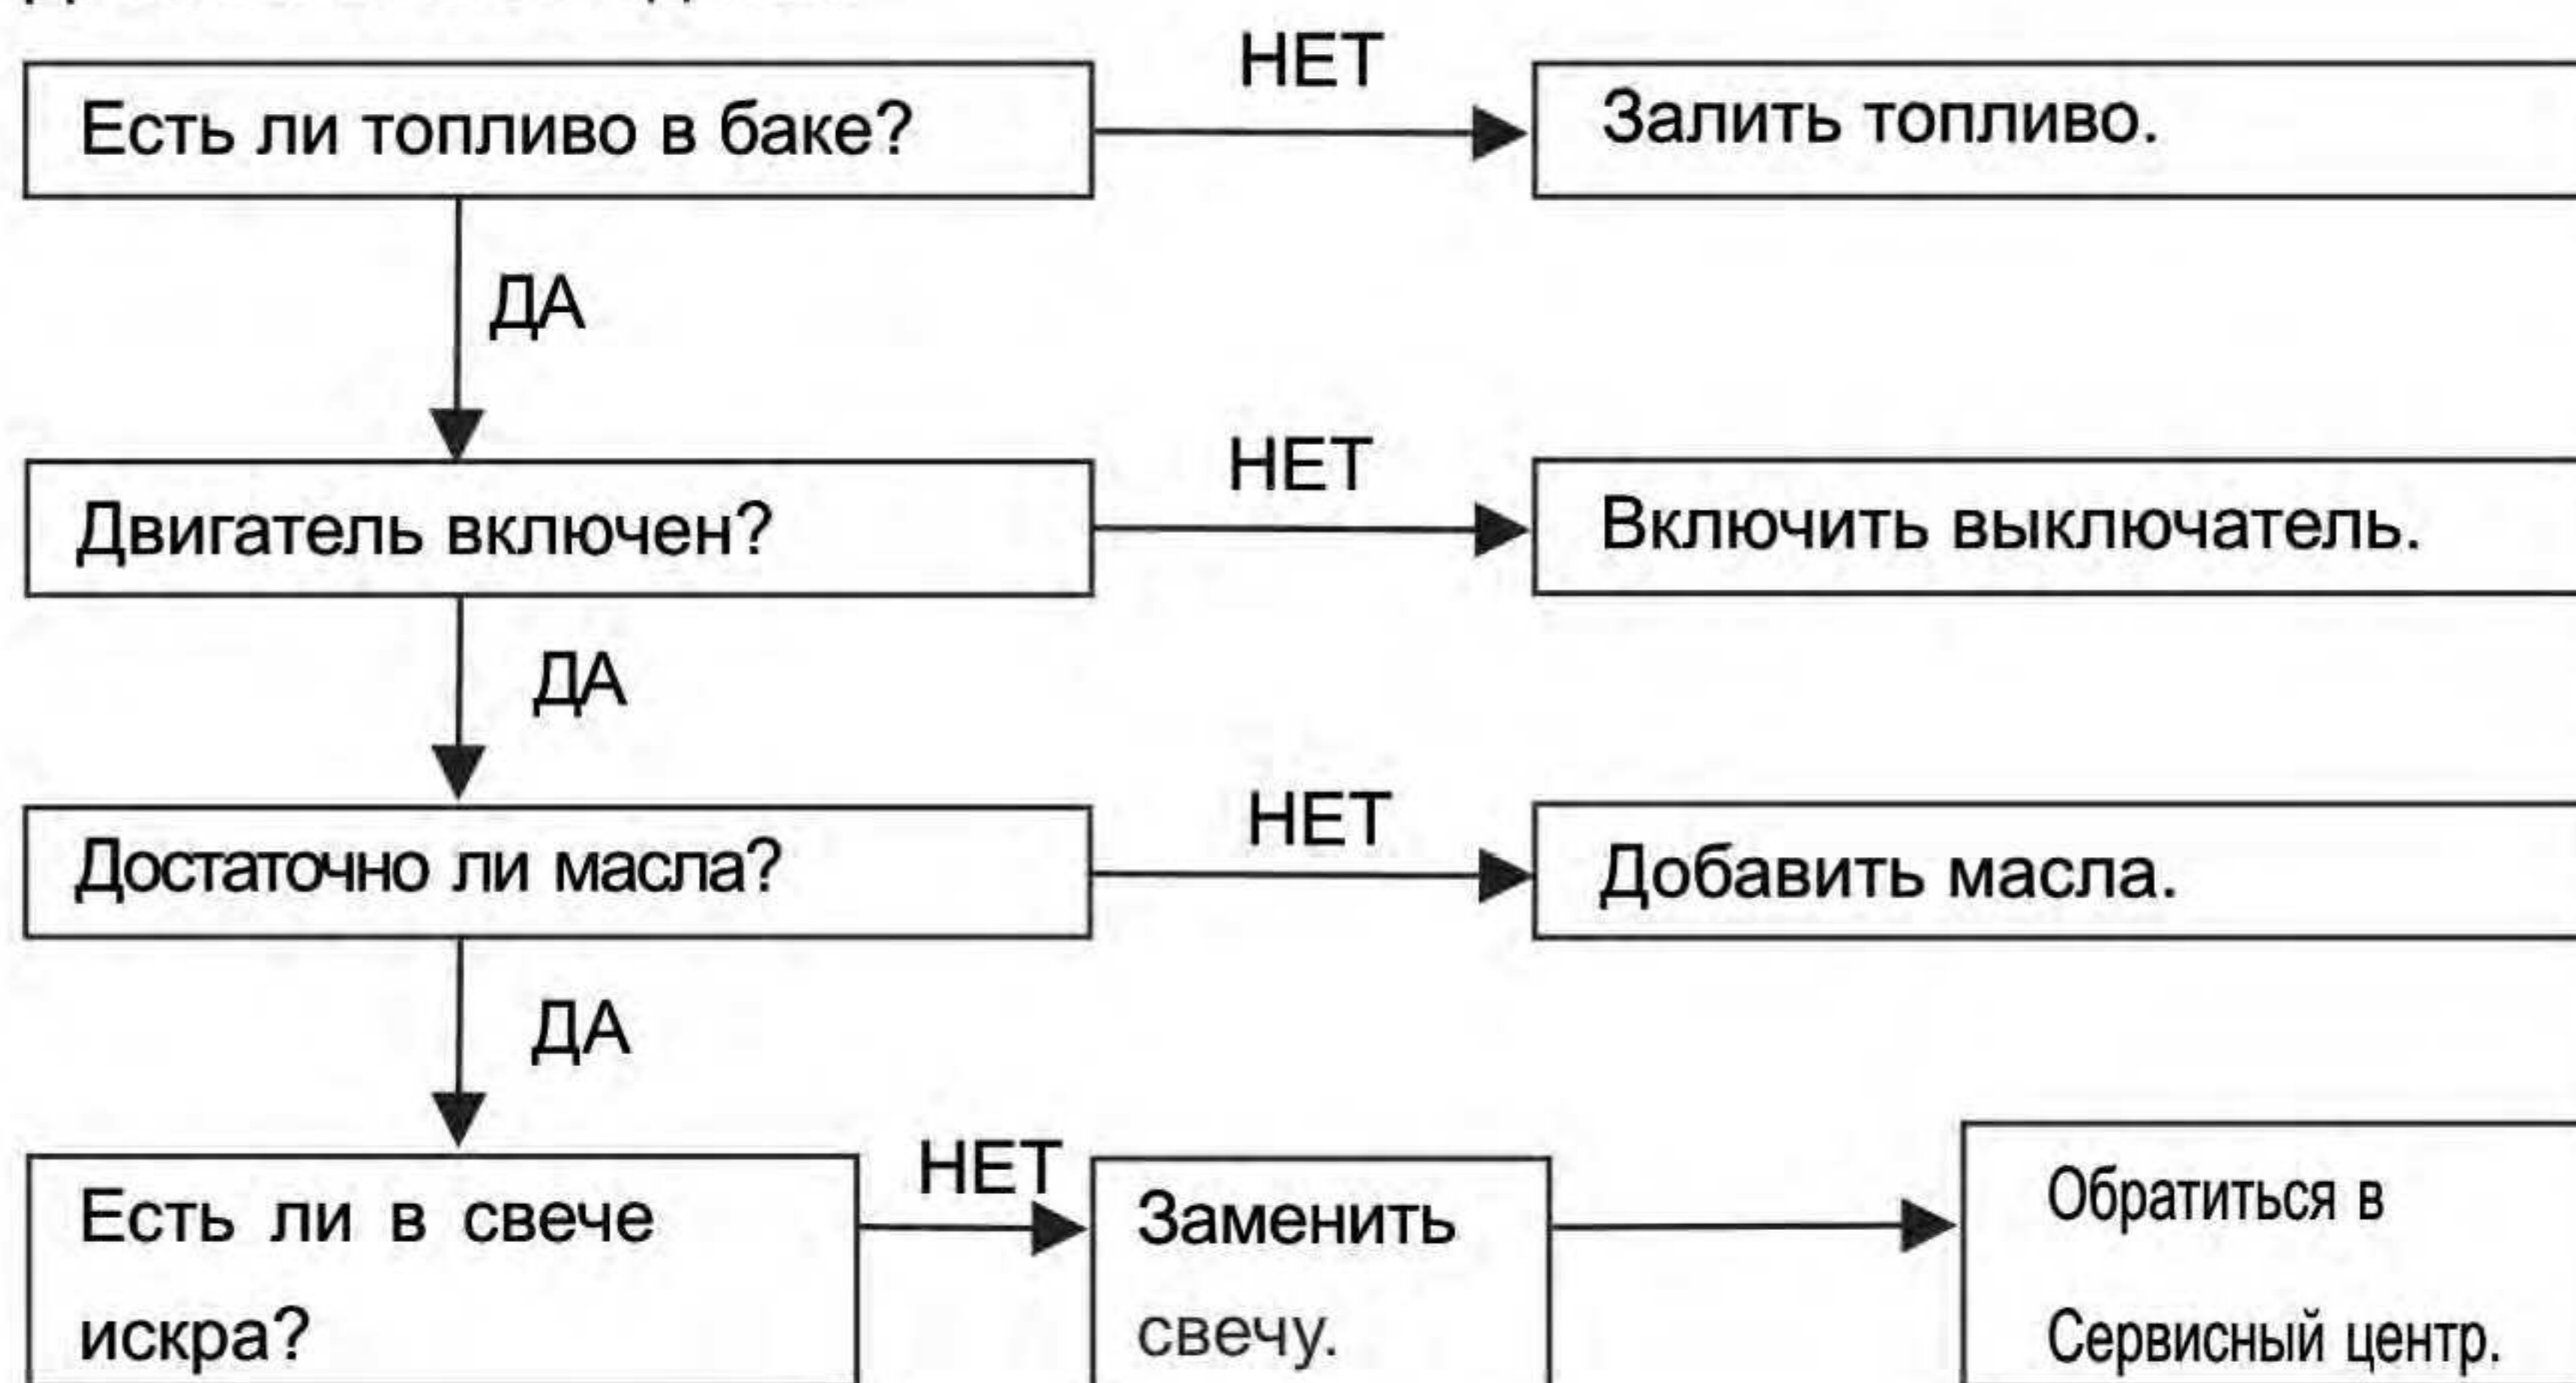 НЕТ
Есть ли топливо в баке?
Залить топливо.
ДА
НЕТ
Двигатель включен?
Включить выключатель.
ДА
НЕТ
Достаточно ли масла?
Добавить масла.
ДА
НЕТ
Есть ли в свече
искра?
Заменить
свечу.
Обратиться в
Сервисный центр.